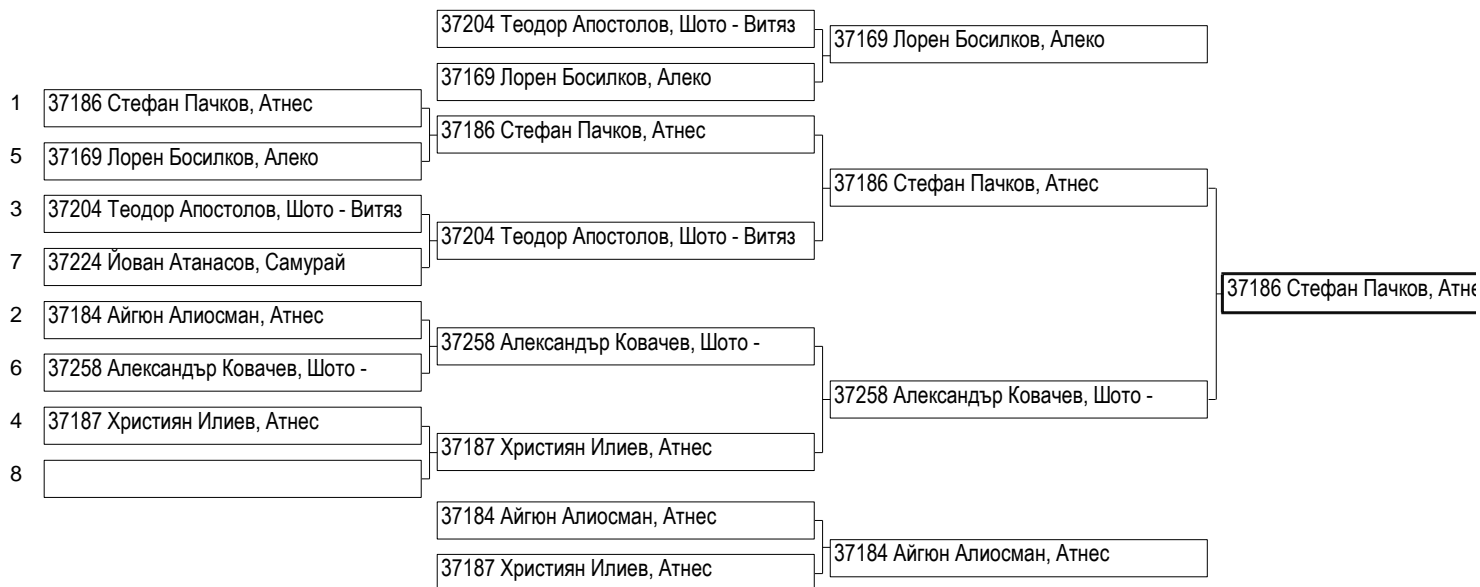 37204 Теодор Апостолов, Шото - Витяз
37169 Лорен Босилков, Алеко
37169 Лорен Босилков, Алеко
1 37186 Стефан Пачков, Атнес
37186 Стефан Пачков, Атнес
5 37169 Лорен Босилков, Алеко
37186 Стефан Пачков, Атнес
3 37204 Теодор Апостолов, Шото - Витяз
37204 Теодор Апостолов, Шото - Витяз
7 37224 Йован Атанасов, Самурай
37186 Стефан Пачков, Атне
2 37184 Айгюн Алиосман, Атнес
37258 Александър Ковачев, Шото -
6 37258 Александър Ковачев, Шото -
37258 Александър Ковачев, Шото -
4 37187 Християн Илиев, Атнес
37187 Християн Илиев, Атнес
8
37184 Айгюн Алиосман, Атнес
37184 Айгюн Алиосман, Атнес
37187 Християн Илиев, Атнес